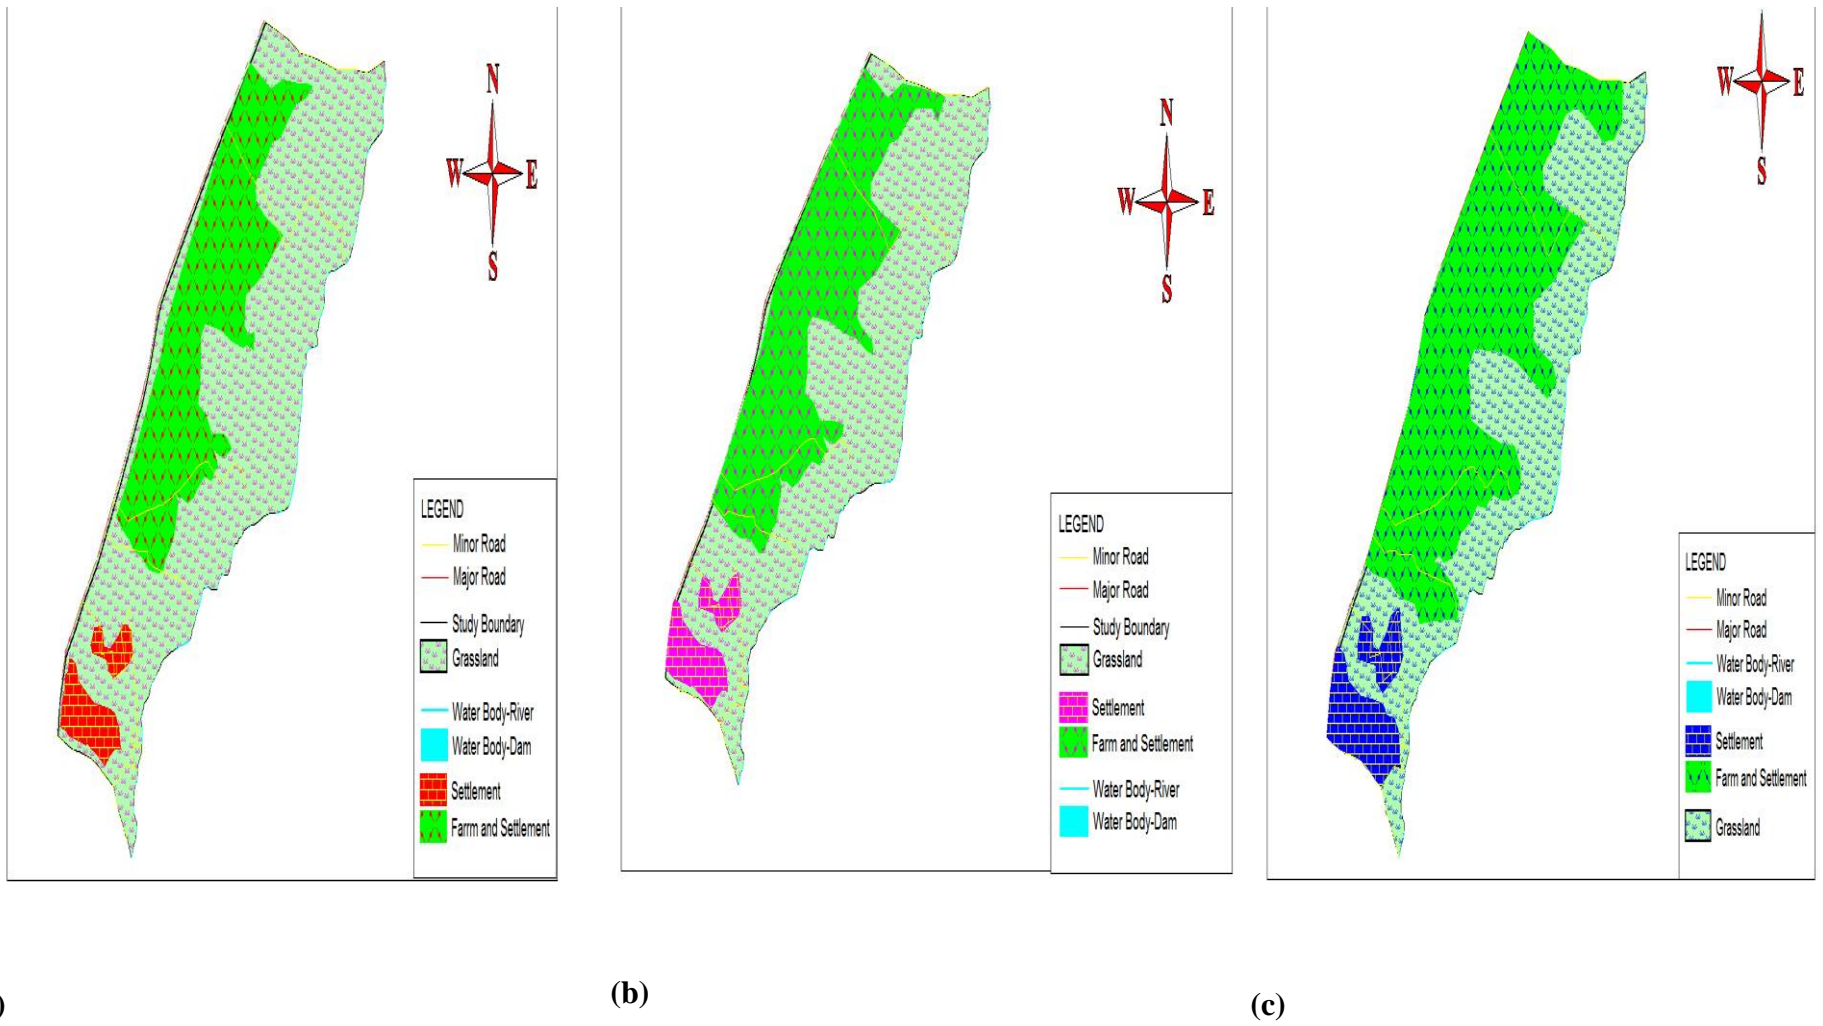 N
W E
S
LEGEND
Minor Road
Major Road
Study Boundary
Grassland
Water Body-River
Water Body-Dam
Settlement
Farrm and Settlement
)
N
W E
S
LEGEND
Minor Road
Major Road
Study Boundary
Grassland
Settlement
Farm and Settlement
Water Body-River
Water Body-Dam
(b)
W E
S
LEGEND
Minor Road
Major Road
Water Body-River
Water Body-Dam
Settlement
Farm and Settlement
Grassland
(c)